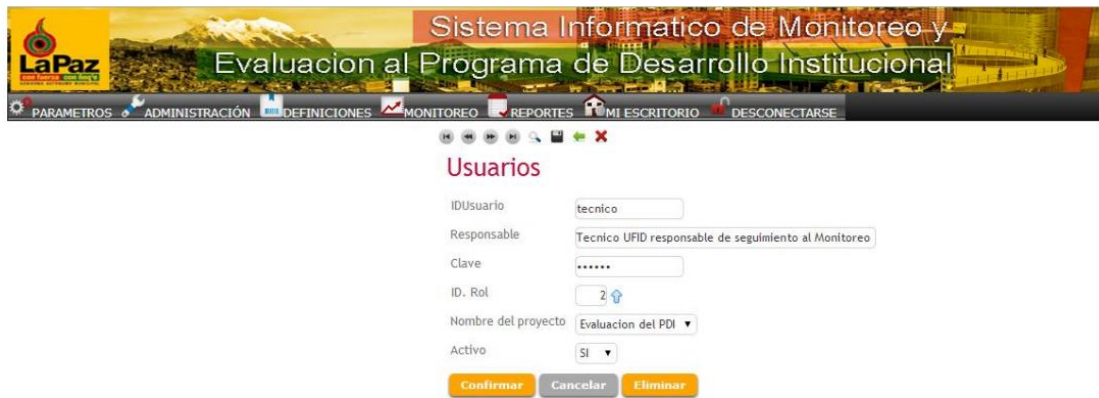 Sistema Informatico de Monitoreo y
Evaluacion al Programa de Desarrollo Institucional
LaPaz
con fuerza
PARAMETROS ADMINISTRACIÓN DEFINICIONES MONITOREO REPORTES MI ESCRITORIO DESCONECTARSE
Usuarios
IDUsuario tecnico
Responsable Tecnico UFID responsable de seguimiento al Monitoreo
Clave ••••••
ID. Rol 2
Nombre del proyecto Evaluacion del PDI
Activo SI
Confirmar Cancelar Eliminar